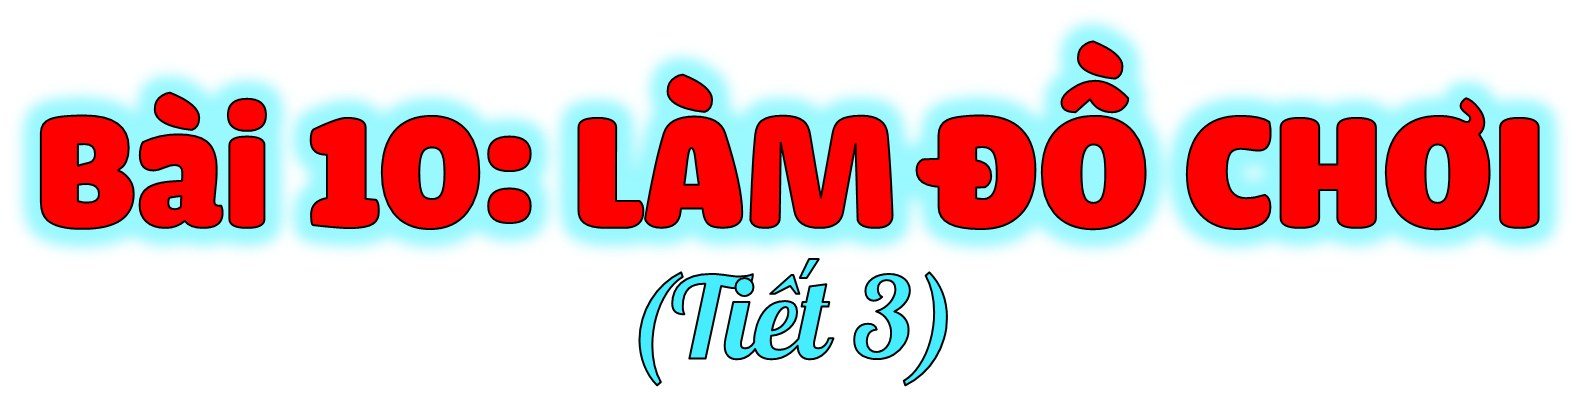 Bài 10: LÀM ĐỒ CHƠI
(Tiết 3)